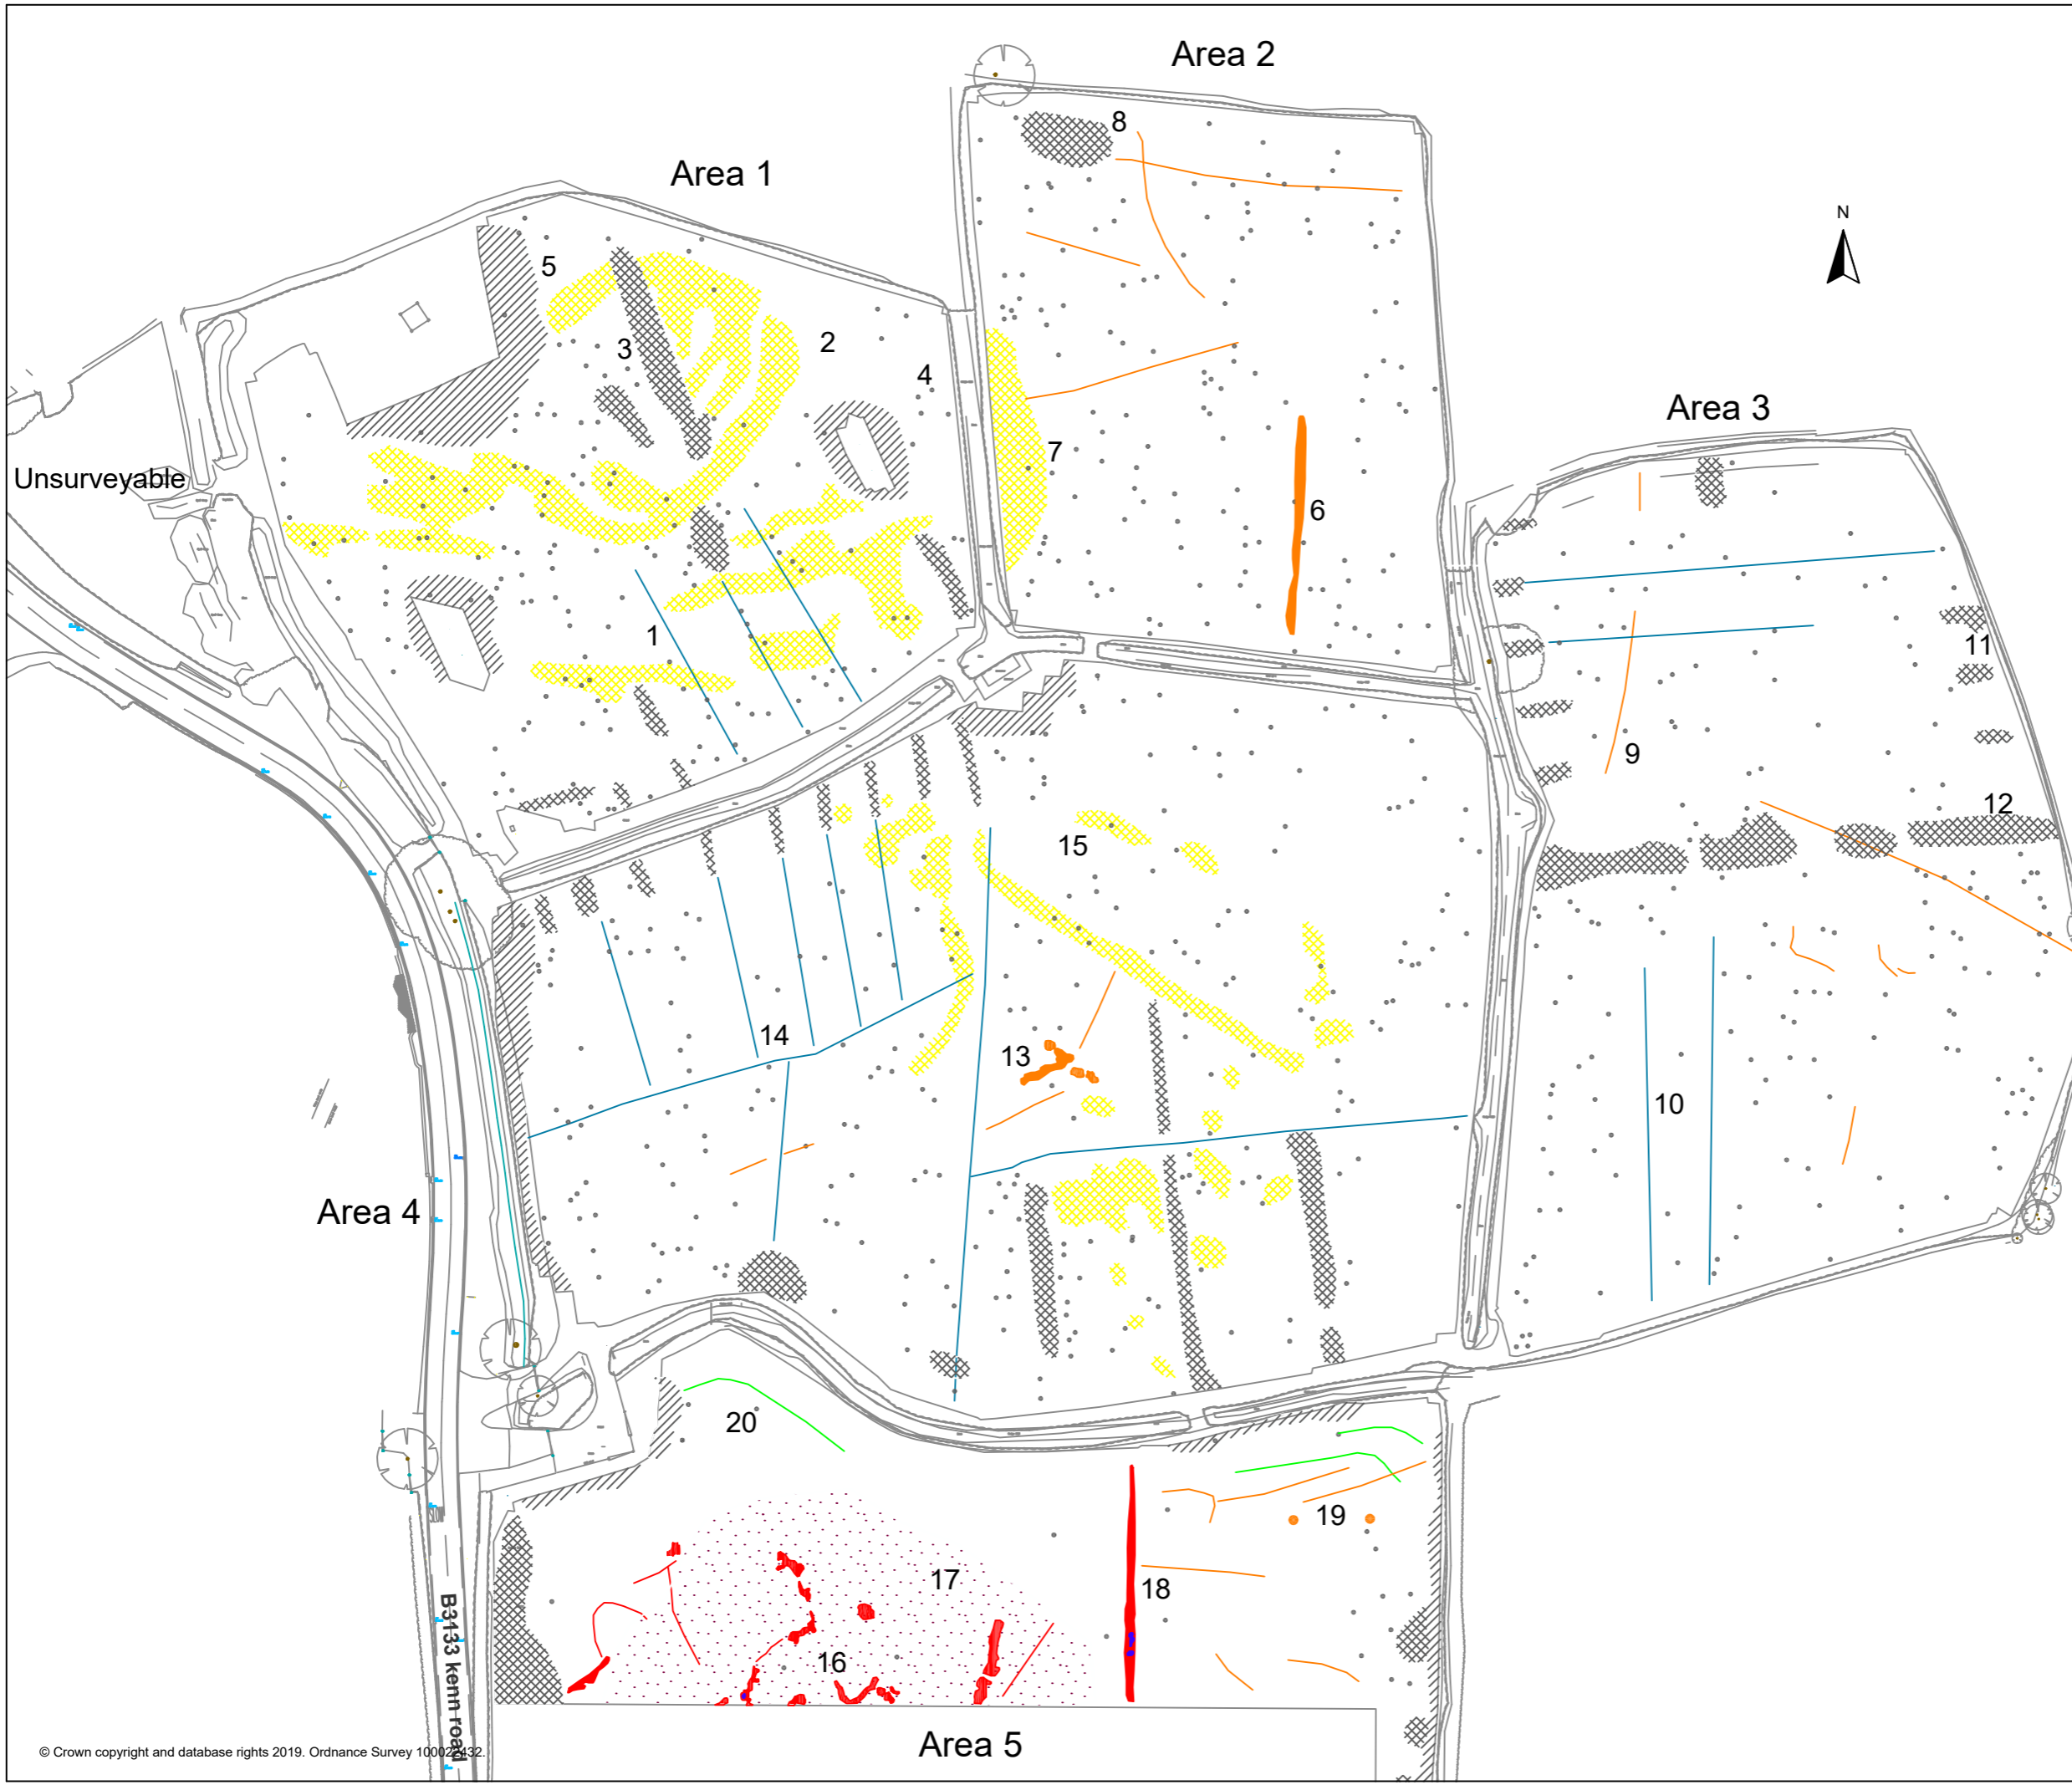 Area 2
8
Area 1
N
5
2
3
4
Area 3
7
Unsurveyable
6
1
11
9
12
15
14
13
10
Area 4
20
19
17
18
16
Area 5
B3133 kenn road
© Crown copyright and database rights 2019. Ordnance Survey